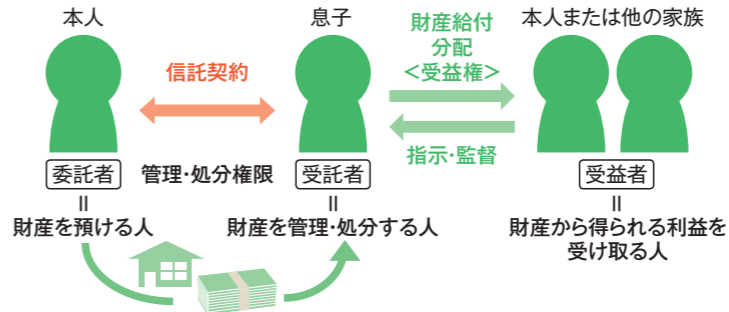 本人
息子
財産給付
分配
＜受益権＞
本人または他の家族
信託契約
指示・監督
委託者
管理・処分権限
受託者
受益者
＝
財産を預ける人
＝
財産を管理・処分する人
＝
財産から得られる利益を
受け取る人